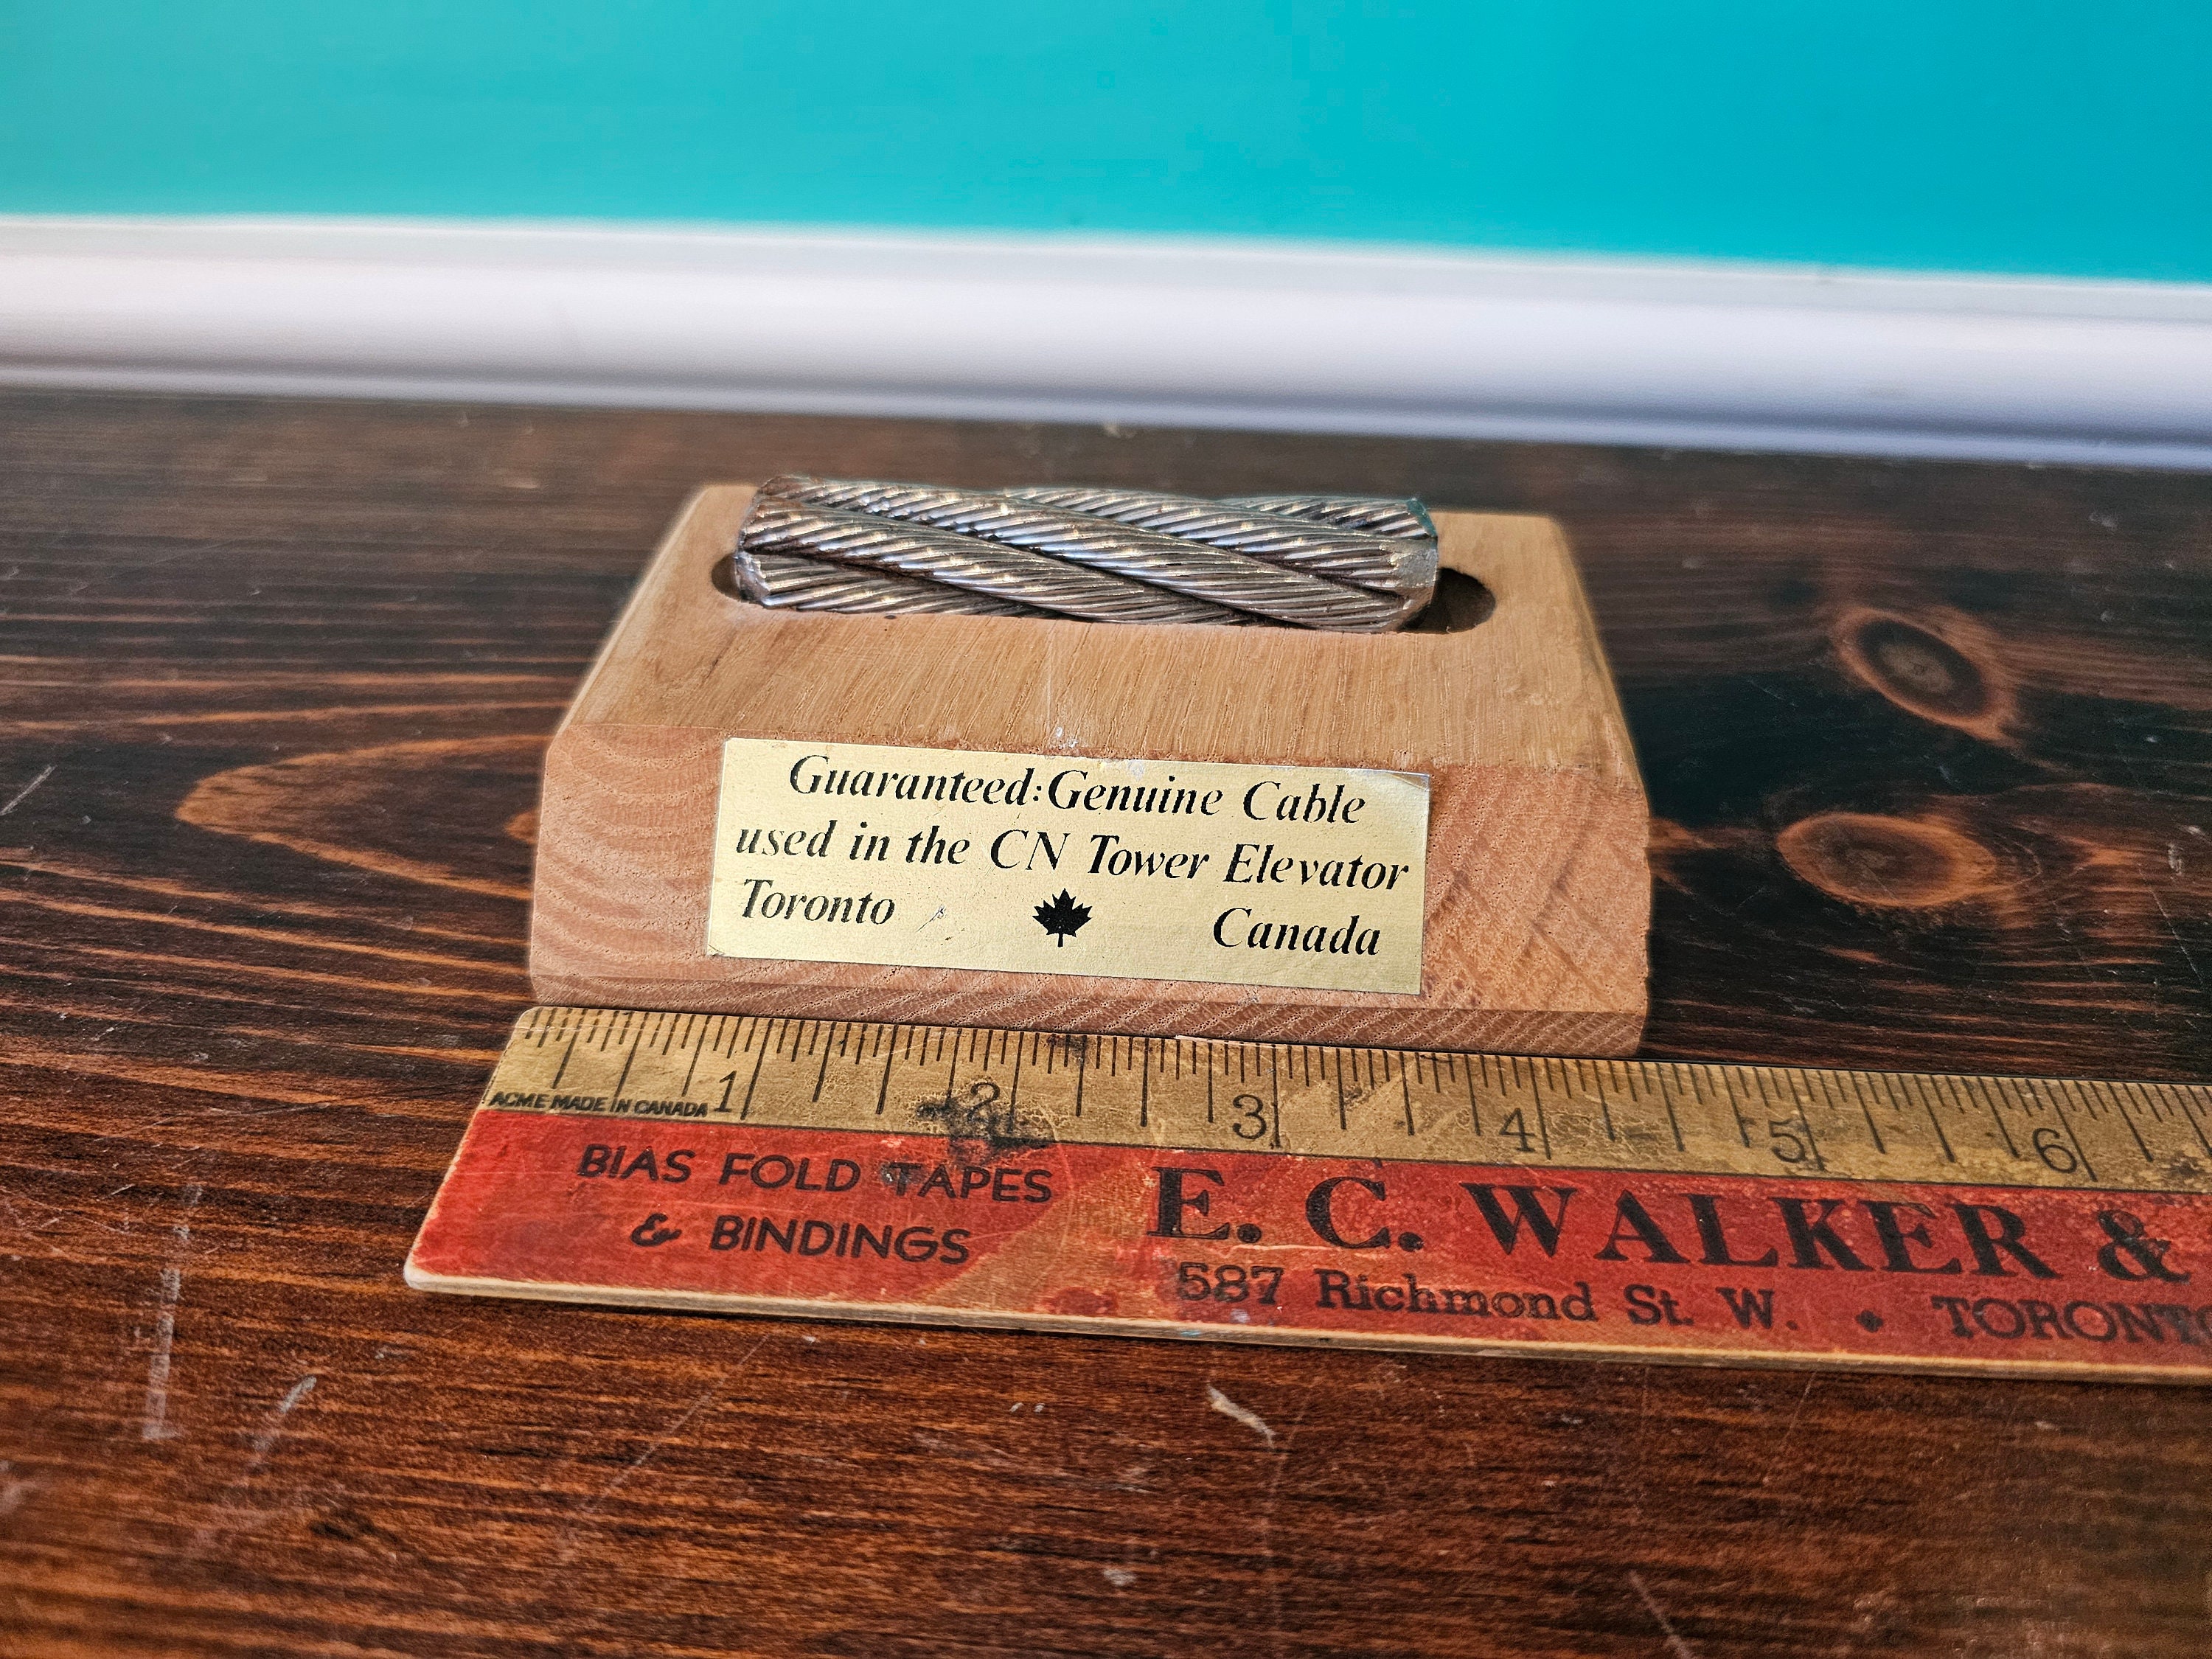 Guaranteed:Genuine Cable
used in the CN Tower Elevator
Toronto Canada
1 2 3 4 5 6
ACME MADE IN CANADA
BIAS FOLD TAPES
& BINDINGS
E. C. WALKER &
587 Richmond St. W. • TORONTO